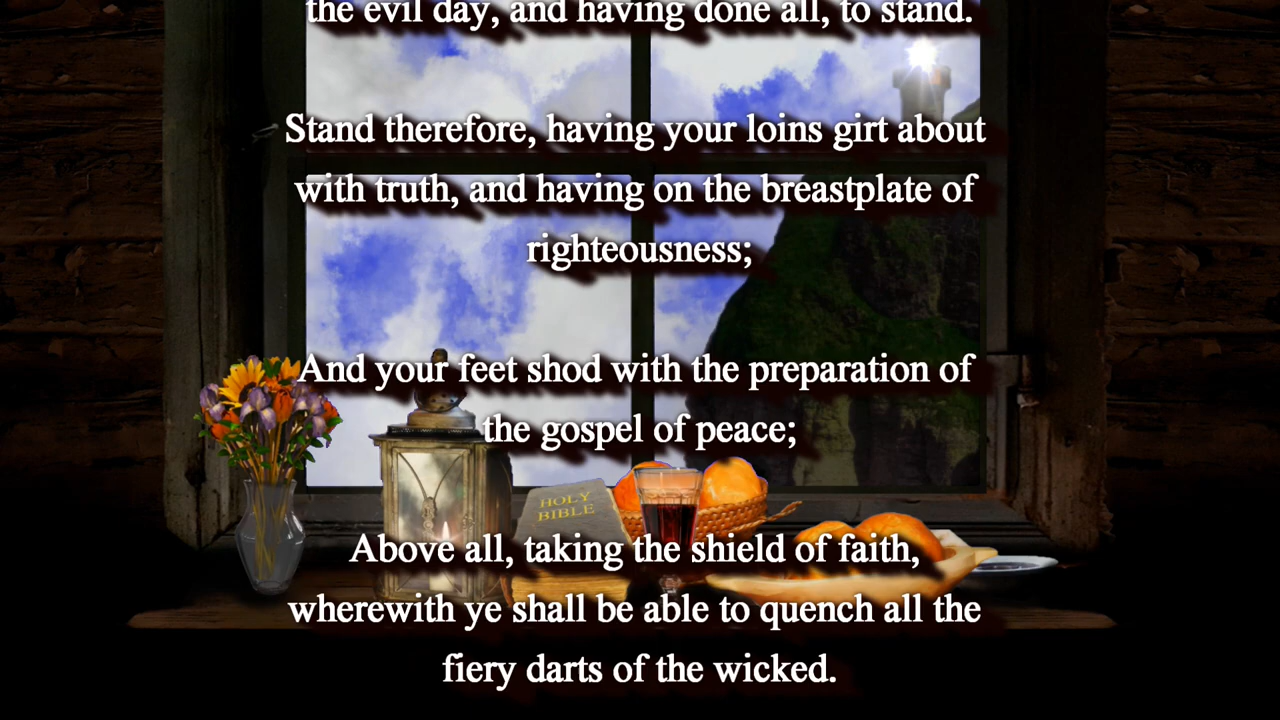 the evil day, and having done all, to stand.
Stand therefore, having your loins girt about
with truth, and having on the breastplate of
righteousness;
And your feet shod with the preparation of
the gospel of peace;
HOLY
BIBLE
Above all, taking the shield of faith,
wherewith ye shall be able to quench all the
fiery darts of the wicked.